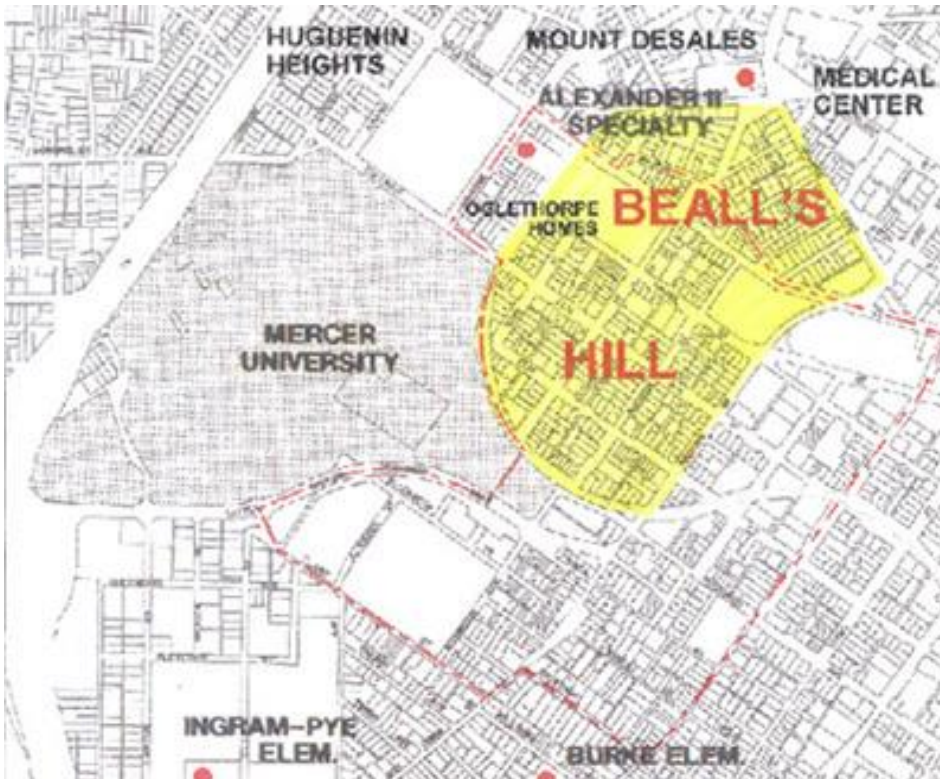 HUGUENIN
HEIGHTS
MOUNT DESALES
MEDICAL
CENTER
ALEXANDER II
SPECIALTY
OGLETHORPE
HOMES
BEALL'S
HILL
MERCER
UNIVERSITY
INGRAM-PYE
ELEM.
BURKE ELEM.